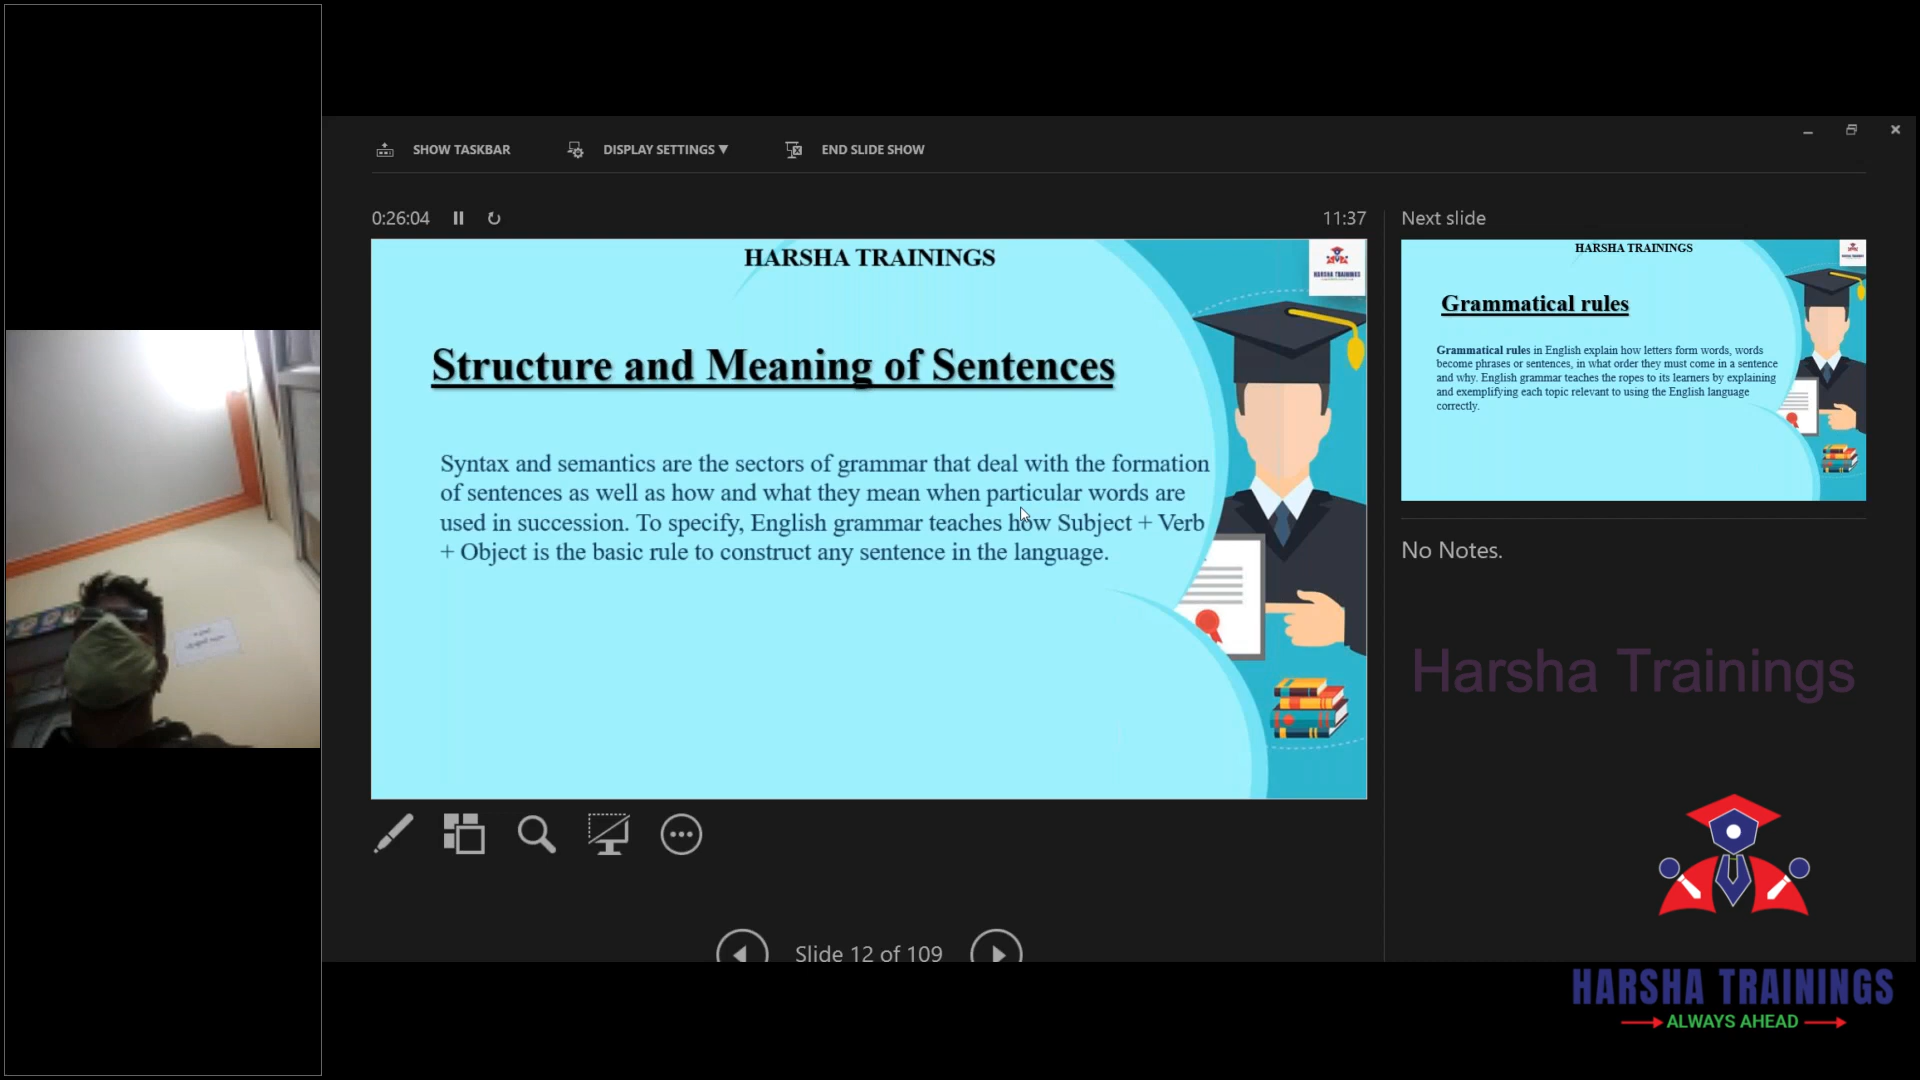 SHOW TASKBAR
DISPLAY SETTINGS ▼
END SLIDE SHOW
0:26:04
11:37
HARSHA TRAININGS
HARSHA TRAININGS
Structure and Meaning of Sentences
Syntax and semantics are the sectors of grammar that deal with the formation
of sentences as well as how and what they mean when particular words are
used in succession. To specify, English grammar teaches how Subject + Verb
+ Object is the basic rule to construct any sentence in the language.
Slide 12 of 109
Next slide
HARSHA TRAININGS
Grammatical rules
Grammatical rules in English explain how letters form words, words
become phrases or sentences, in what order they must come in a sentence
and why. English grammar teaches the ropes to its learners by explaining
and exemplifying each topic relevant to using the English language
correctly.
No Notes.
Harsha Trainings
HARSHA TRAININGS
ALWAYS AHEAD